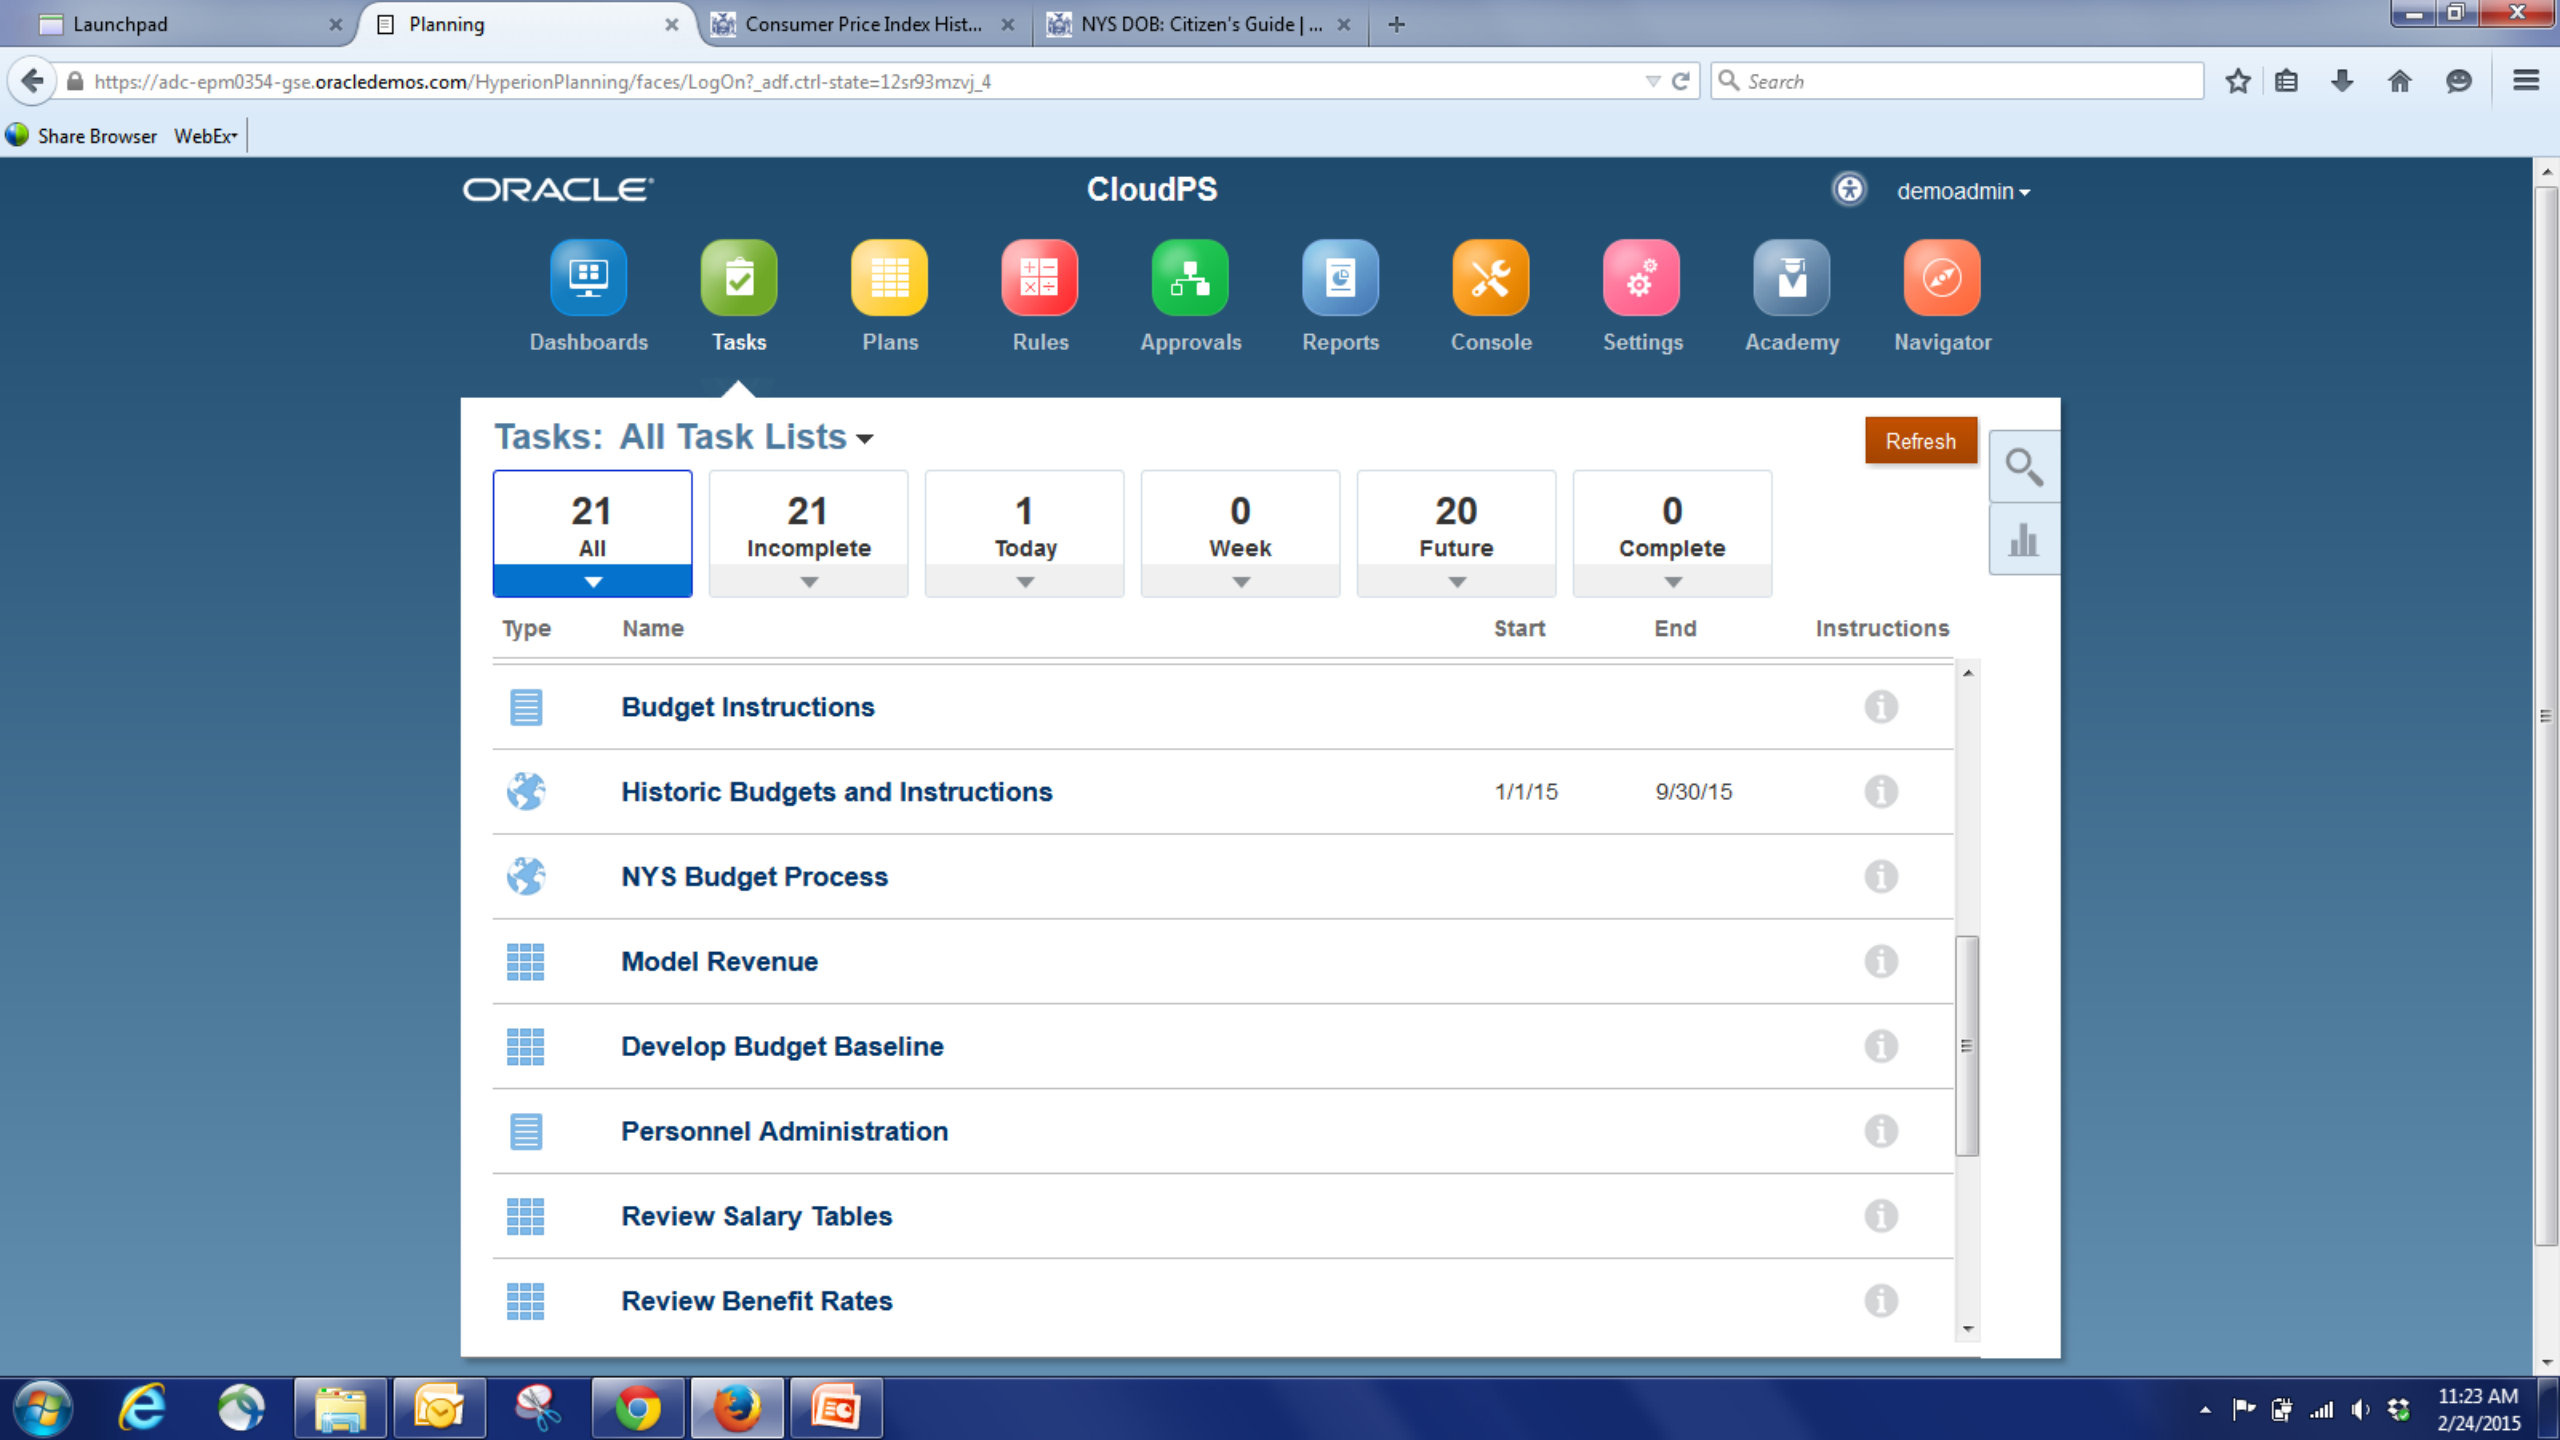 Launchpad
Planning
Consumer Price Index Hist...
NYS DOB: Citizen's Guide | ...
https://adc-epm0354-gse.oracledemos.com/HyperionPlanning/faces/LogOn?_adf.ctrl-state=12sr93mzvj_4
Search
Share Browser WebEx
ORACLE
CloudPS
demoadmin
Dashboards Tasks Plans Rules Approvals Reports Console Settings Academy Navigator
Tasks: All Task Lists
Refresh
21 21 1 0 20 0
All Incomplete Today Week Future Complete
Type Name Start End Instructions
Budget Instructions
Historic Budgets and Instructions 1/1/15 9/30/15
NYS Budget Process
Model Revenue
Develop Budget Baseline
Personnel Administration
Review Salary Tables
Review Benefit Rates
11:23 AM
2/24/2015